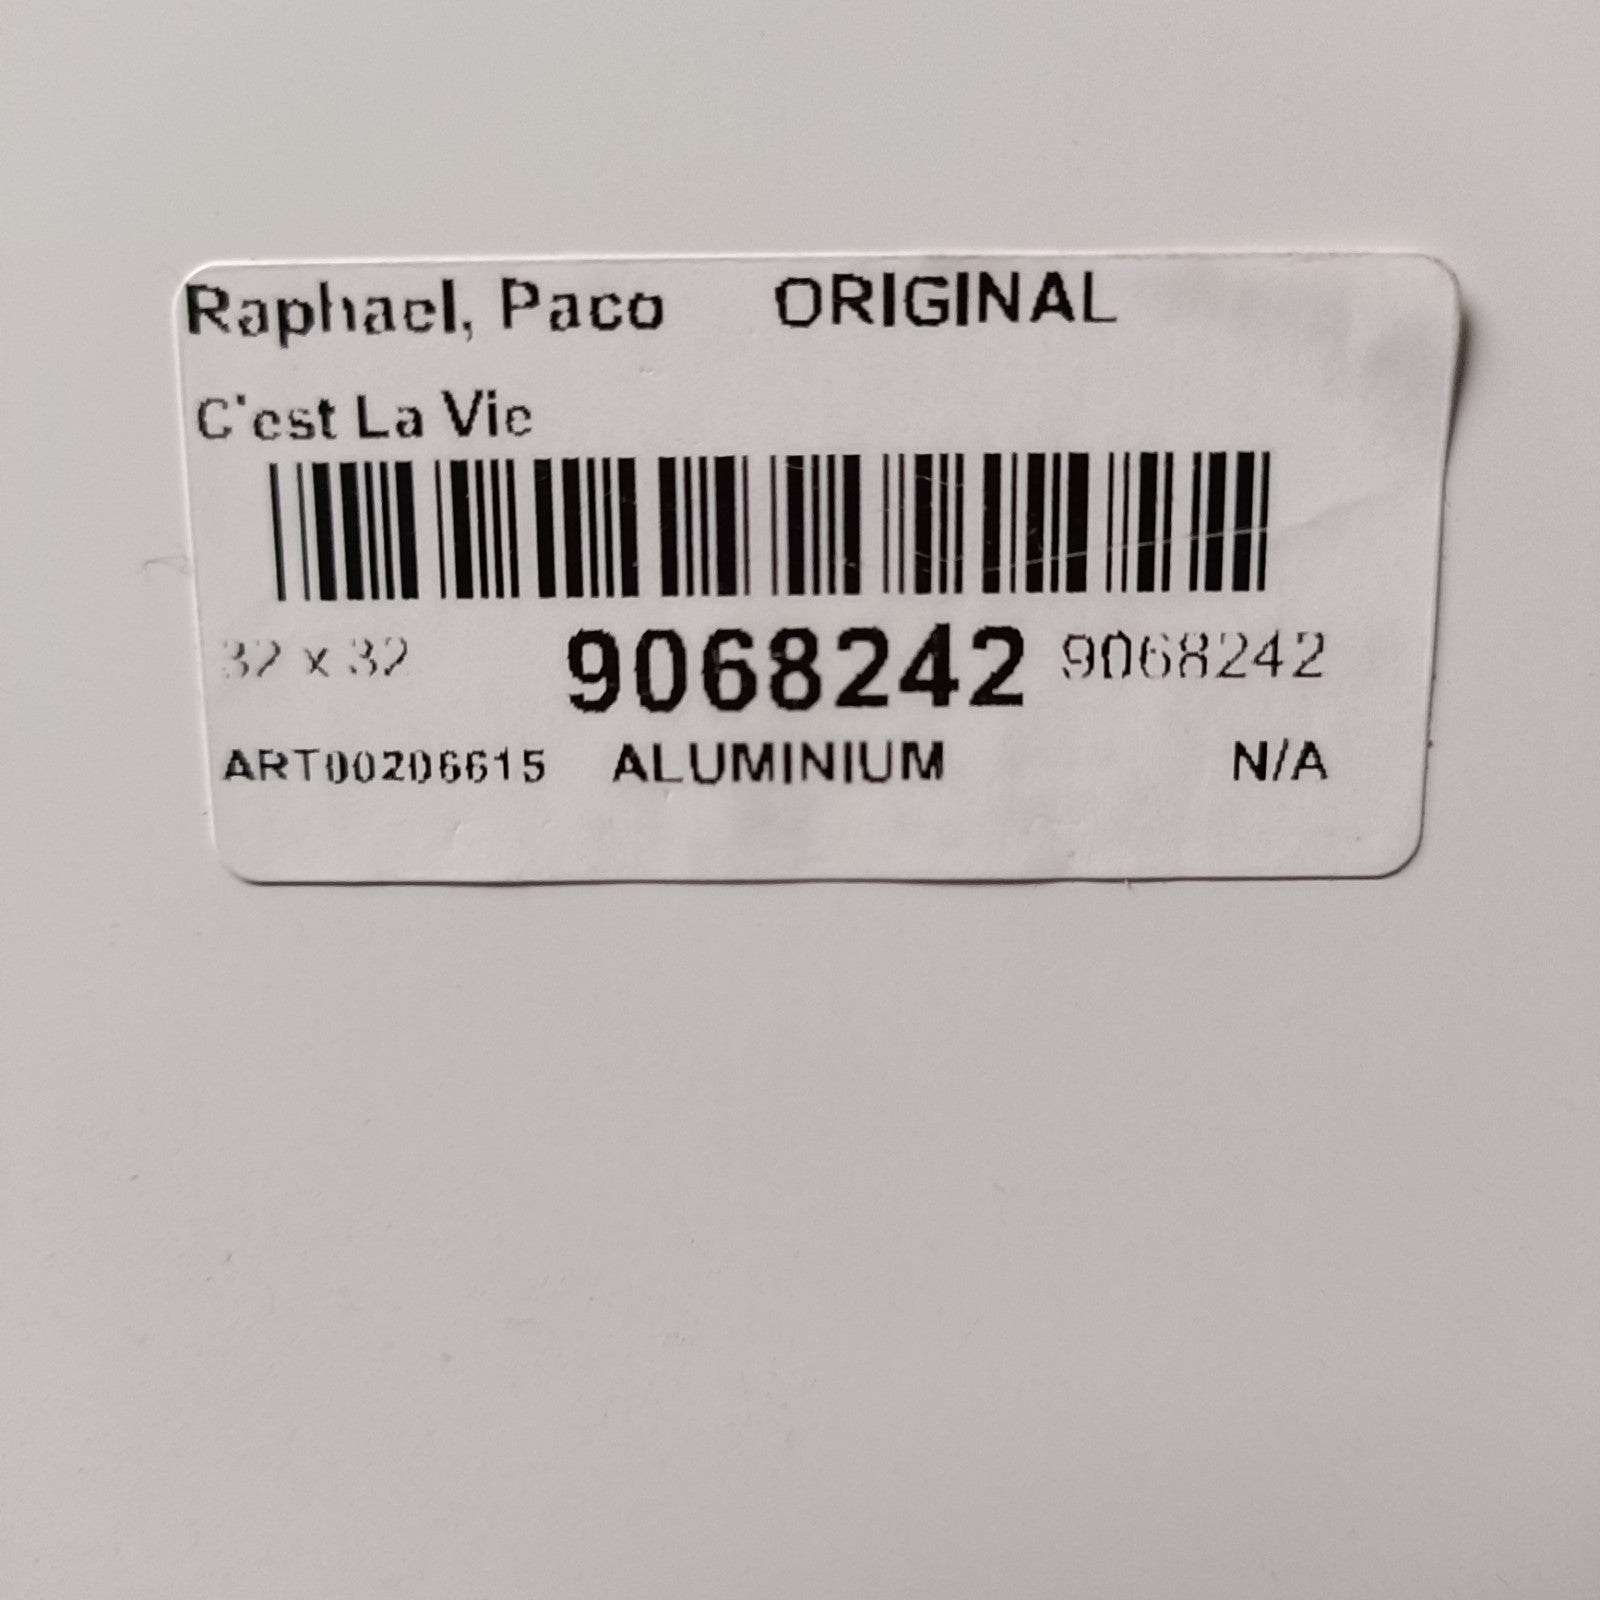 Raphael, Paco ORIGINAL
C'est La Vie
32 x 32 9068242 9068242
ART00206615 ALUMINIUM N/A